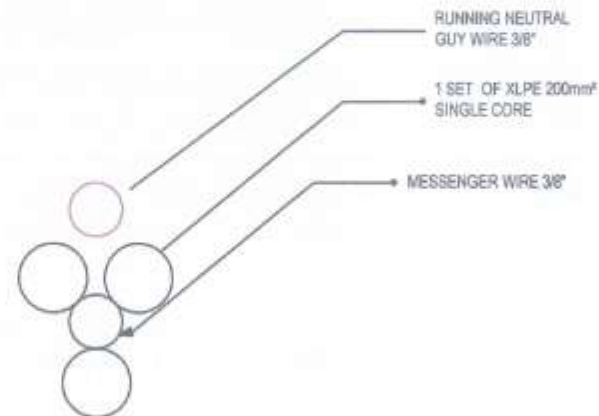 RUNNING NEUTRAL
GUY WIRE 3/8"
1 SET OF XLPE 200mm²
SINGLE CORE
MESSENGER WIRE 3/8"